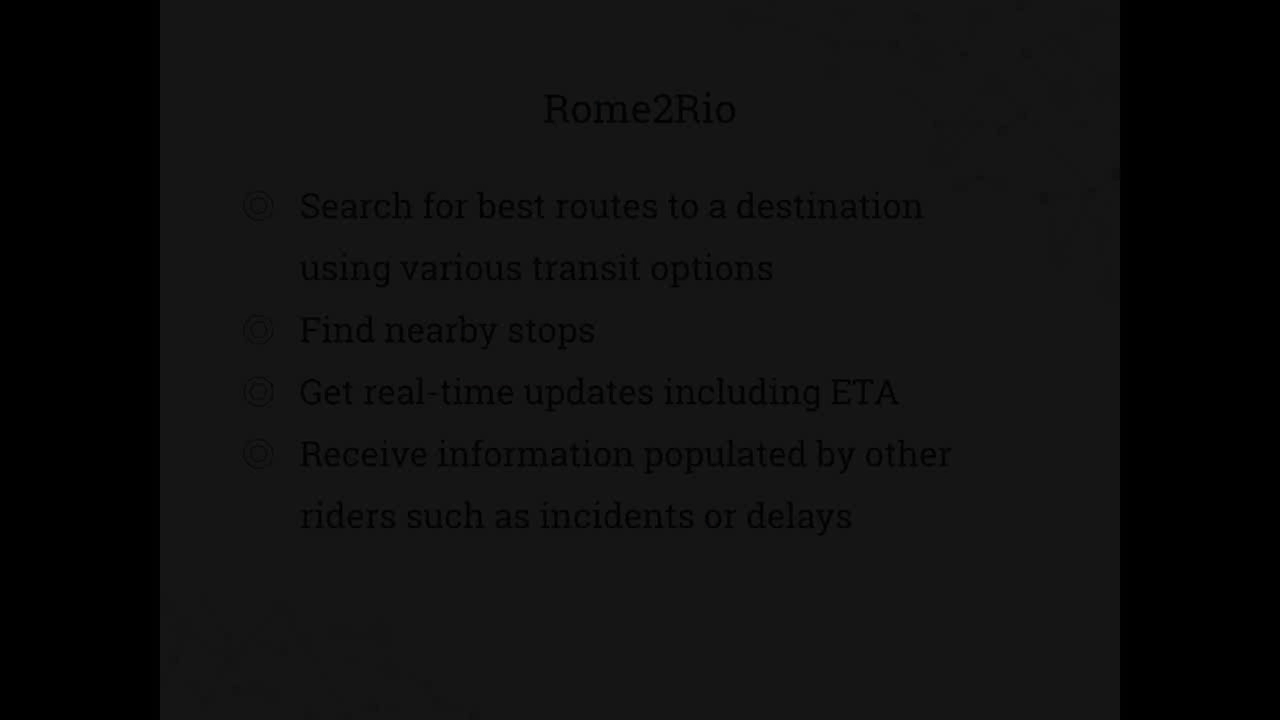 Rome2Rio
Search for best routes to a destination
using various transit options
Find nearby stops
Get real-time updates including ETA
Receive information populated by other
riders such as incidents or delays